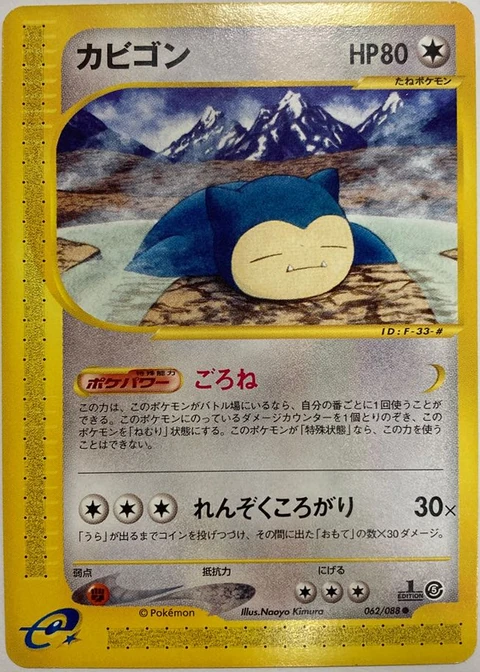 カビゴン HP80
たねポケモン
ID:F-33-#
特殊能力
ポケパワー ごろね
この力は、このポケモンがバトル場にいるなら、自分の番ごとに1回使うことが
できる。このポケモンにのっているダメージカウンターを1個とりのぞき、この
ポケモンを「ねむり」状態にする。このポケモンが「特殊状態」なら、この力を使う
ことはできない。
れんぞくころがり 30×
「うら」が出るまでコインを投げつづけ、その間に出た「おもて」の数×30ダメージ。
弱点 抵抗力 にげる
1
EDITION
© Pokémon Illus.Naoyo Kimura 062/088 ●
e